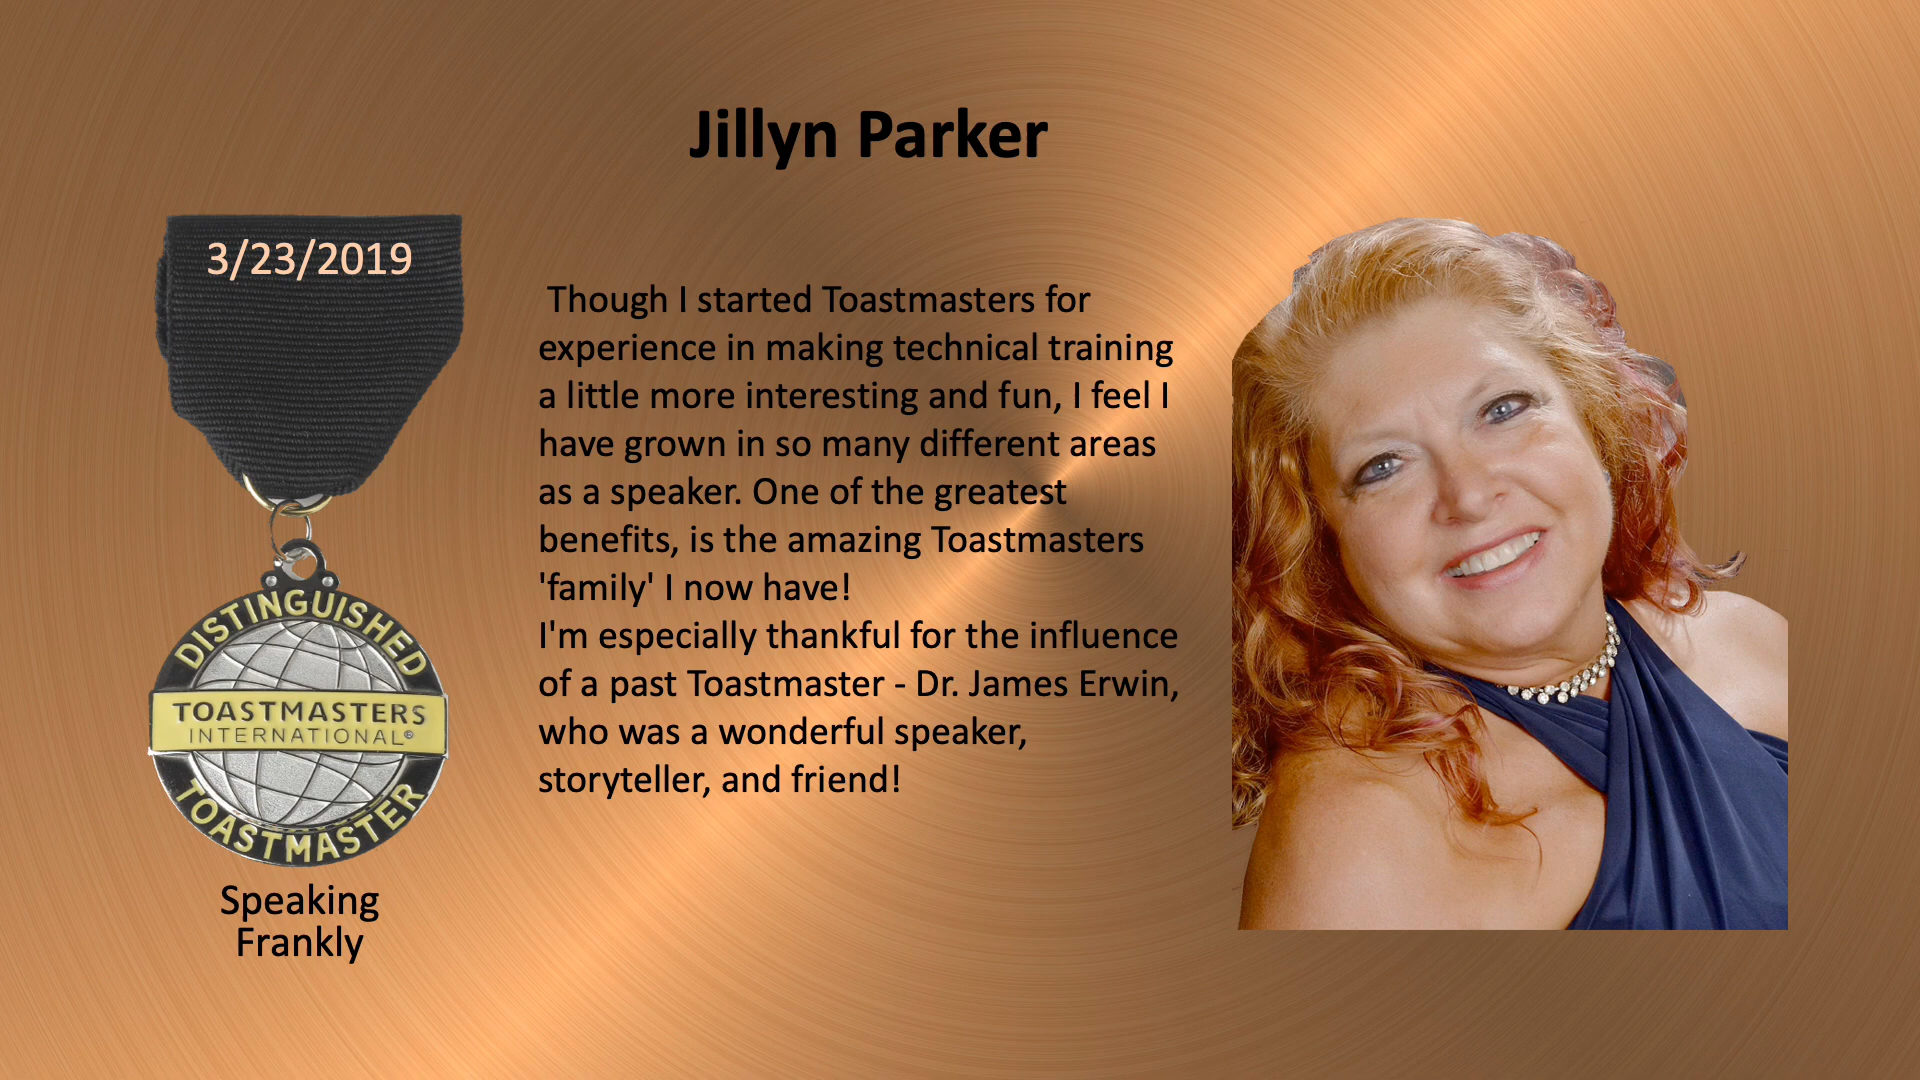 Jillyn Parker
3/23/2019
DISTINGUISHED
TOASTMASTERS
INTERNATIONAL®
TOASTMASTER
Speaking
Frankly
Though I started Toastmasters for
experience in making technical training
a little more interesting and fun, I feel I
have grown in so many different areas
as a speaker. One of the greatest
benefits, is the amazing Toastmasters
'family' I now have!
I'm especially thankful for the influence
of a past Toastmaster - Dr. James Erwin,
who was a wonderful speaker,
storyteller, and friend!